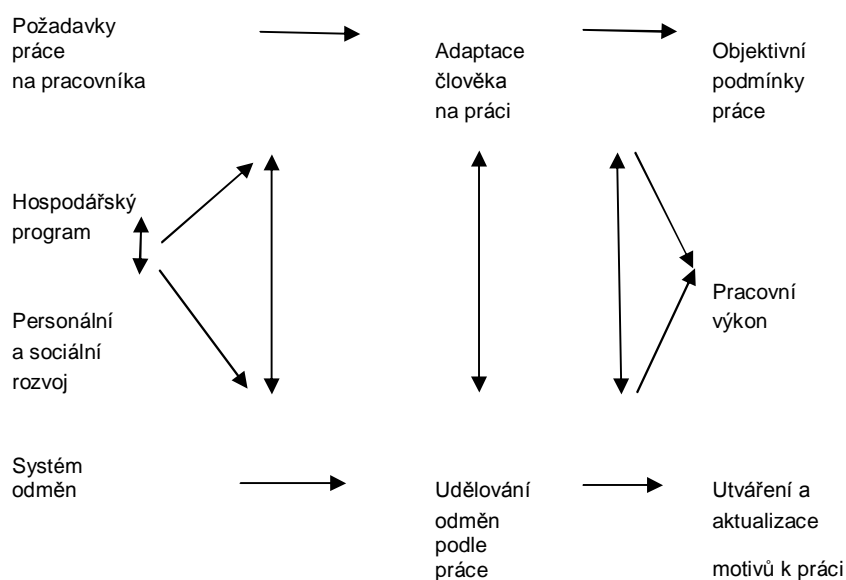 Požadavky
práce
na pracovníka
Adaptace
člověka
na práci
Objektivní
podmínky
práce
Hospodářský
program
Personální
a sociální
rozvoj
Pracovní
výkon
Systém
odměn
Udělování
odměn
podle
práce
Utváření a
aktualizace
motivů k práci